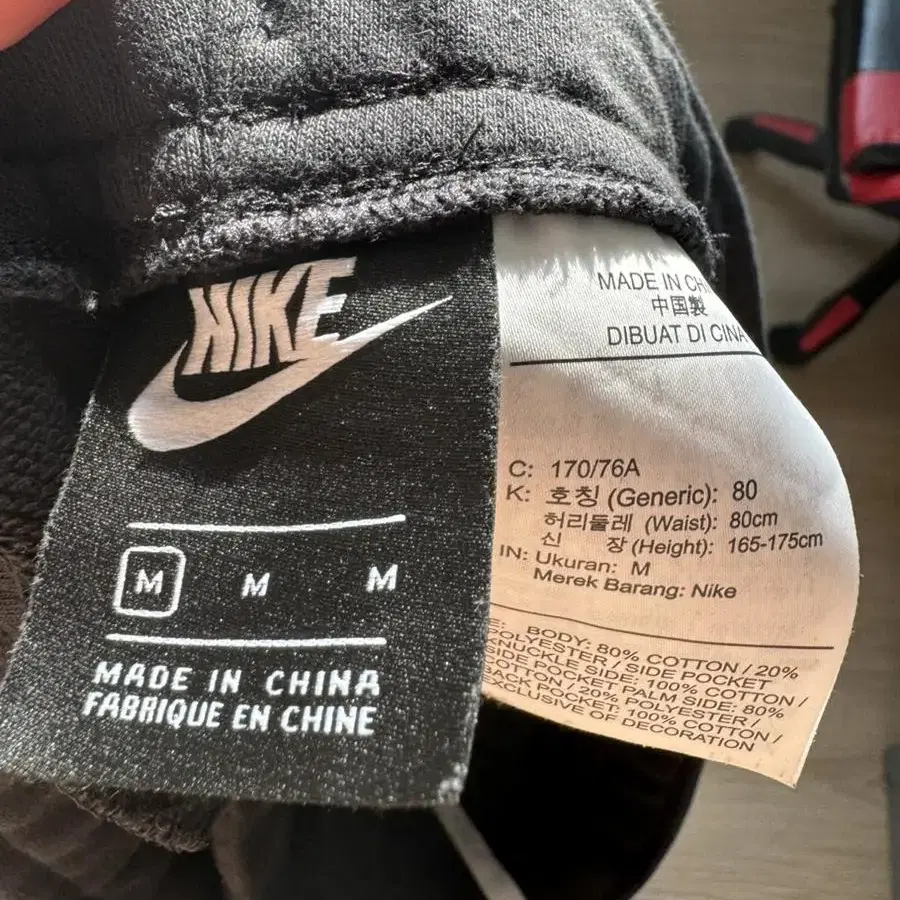 NIKE
M M M
MADE IN CHINA
FABRIQUE EN CHINE
MADE IN CHI
中国製
DIBUAT DI CINA
C: 170/76A
K: 호칭 (Generic): 80
허리둘레 (Waist): 80cm
신 장 (Height): 165-175cm
IN: Ukuran: M
Merek Barang: Nike
E: BODY: 80% COTTON / 20%
POLYESTER / SIDE POCKET
KNUCKLE SIDE: 100% COTTON /
SIDE POCKET PALM SIDE: 80%
COTTON / 20% POLYESTER /
BACK POCKET: 100% COTTON /
EXCLUSIVE OF DECORATION